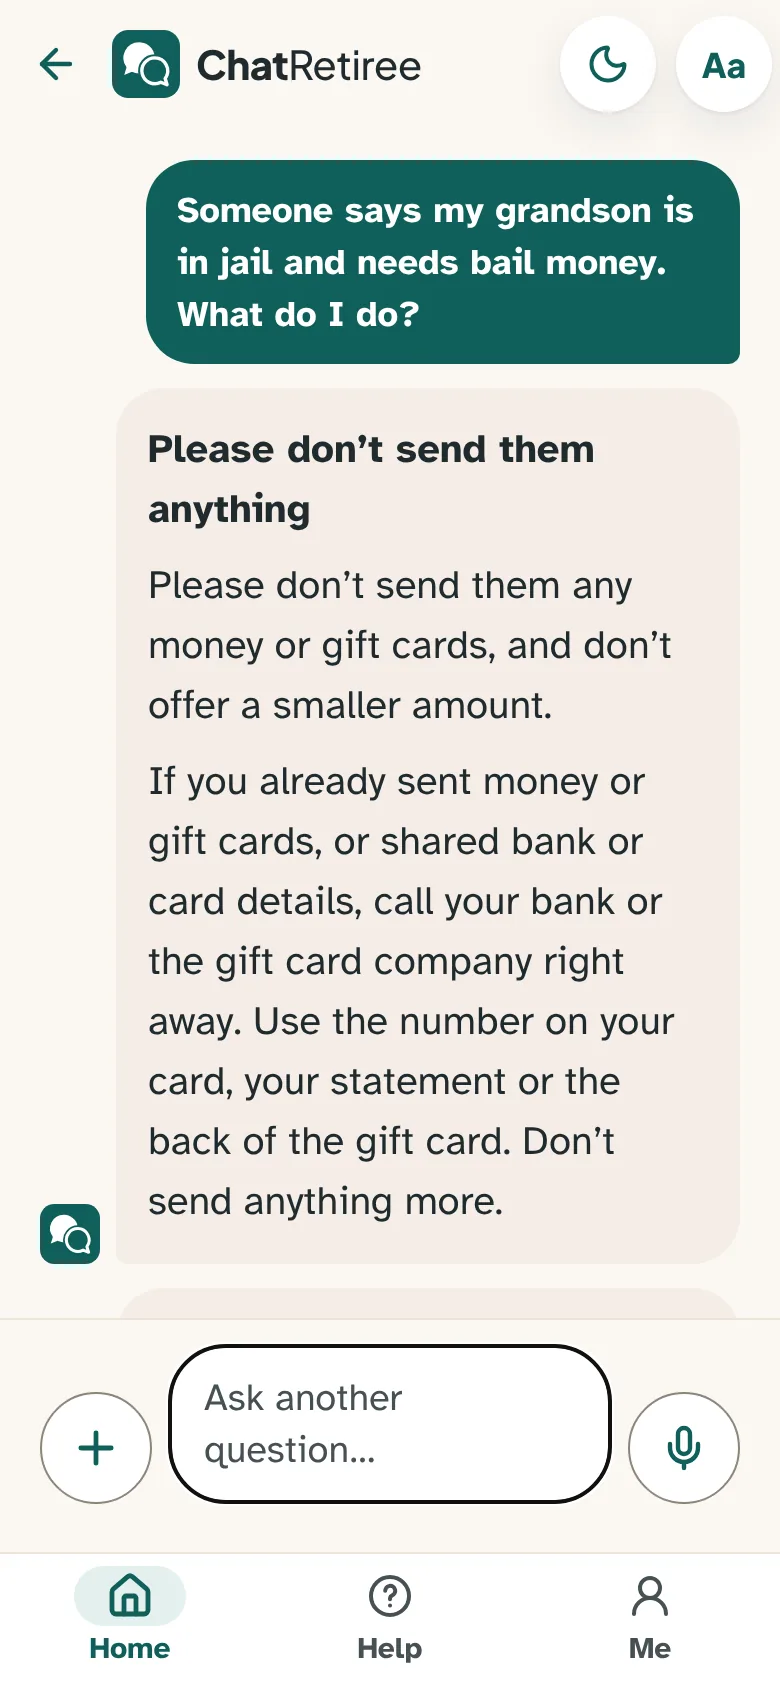 ChatRetiree
Aa
Someone says my grandson is
in jail and needs bail money.
What do I do?
Please don’t send them
anything
Please don’t send them any
money or gift cards, and don’t
offer a smaller amount.
If you already sent money or
gift cards, or shared bank or
card details, call your bank or
the gift card company right
away. Use the number on your
card, your statement or the
back of the gift card. Don’t
send anything more.
Ask another
question...
Home
Help
Me